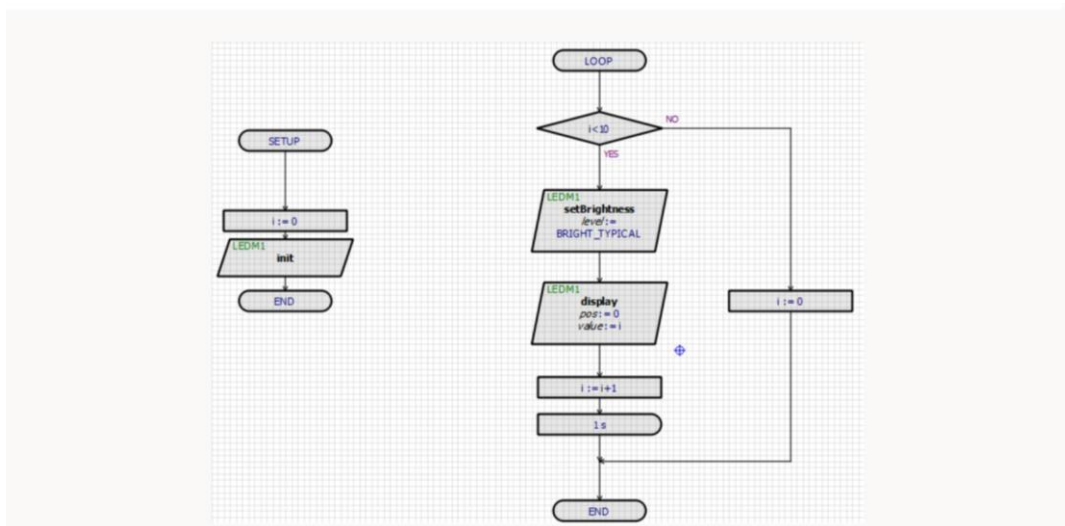 SETUP
i := 0
LEDM1
init
END
LOOP
i<10
NO
YES
LEDM1
setBrightness
level:=
BRIGHT_TYPICAL
LEDM1
display
pos:= 0
value:= i
i := 0
i := i+1
1 s
END